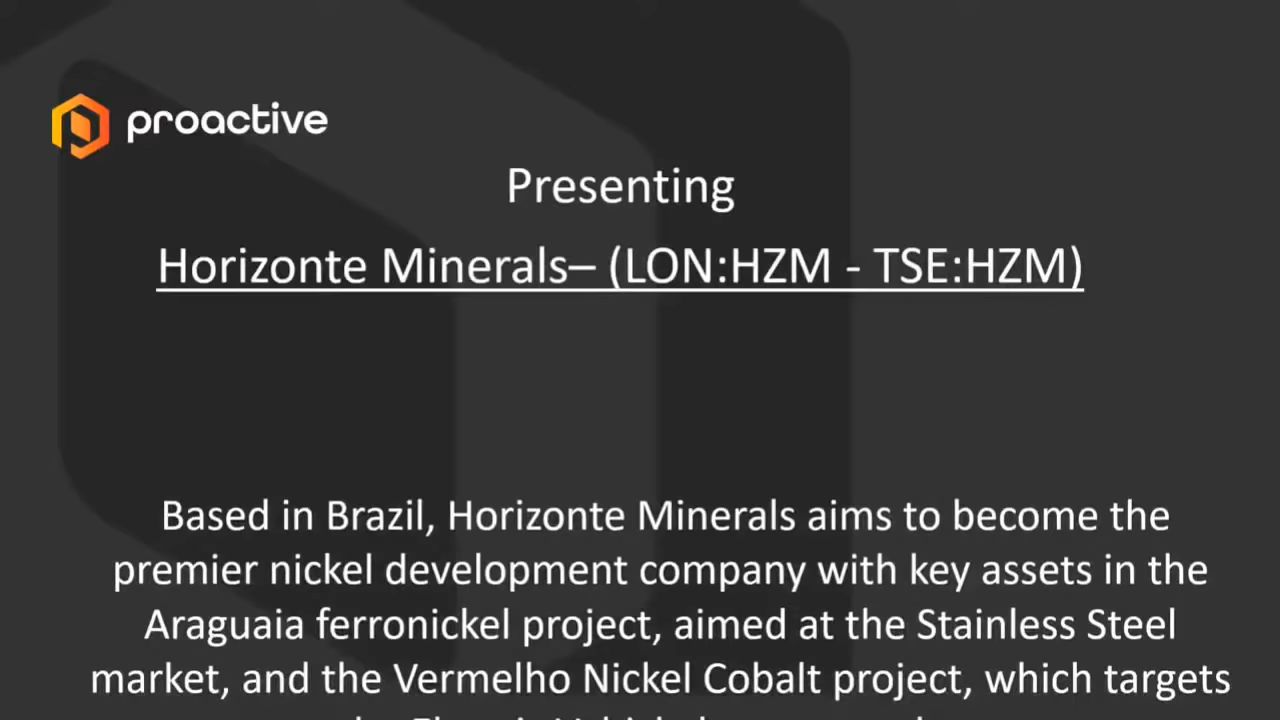 proactive
Presenting
Horizonte Minerals– (LON:HZM - TSE:HZM)
Based in Brazil, Horizonte Minerals aims to become the
premier nickel development company with key assets in the
Araguaia ferronickel project, aimed at the Stainless Steel
market, and the Vermelho Nickel Cobalt project, which targets